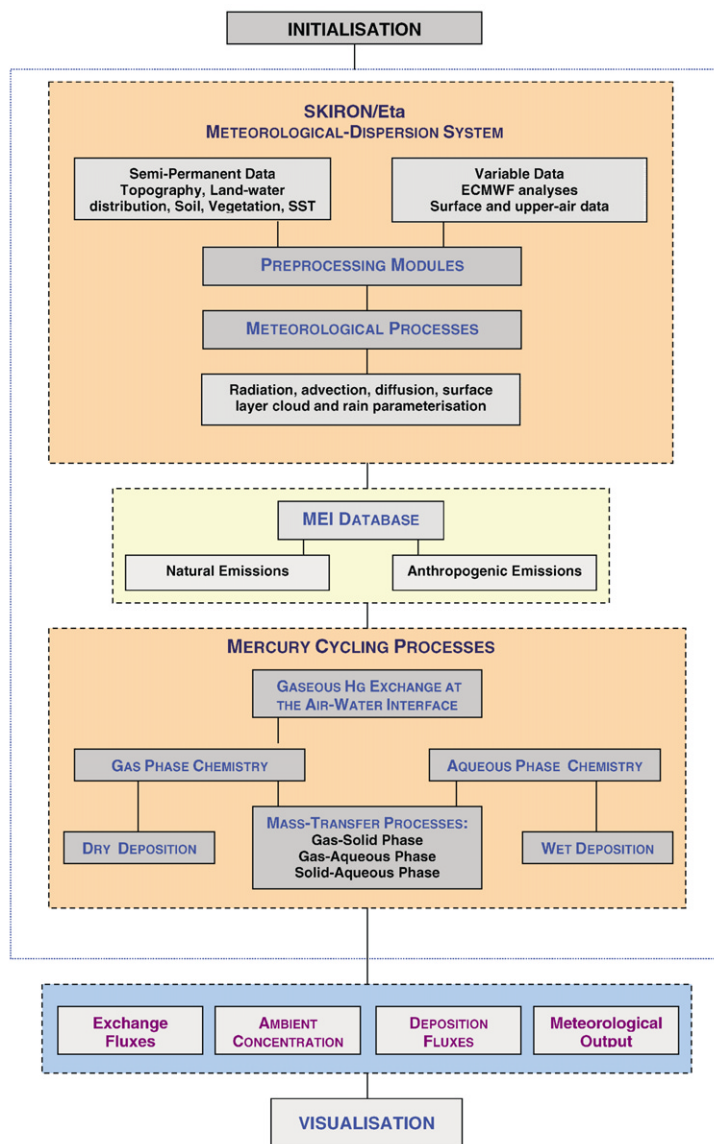 INITIALISATION
SKIRON/Eta
METEOROLOGICAL-DISPERSION SYSTEM
Semi-Permanent Data
Topography, Land-water
distribution, Soil, Vegetation, SST
Variable Data
ECMWF analyses
Surface and upper-air data
PREPROCESSING MODULES
METEOROLOGICAL PROCESSES
Radiation, advection, diffusion, surface
layer cloud and rain parameterisation
MEI DATABASE
Natural Emissions
Anthropogenic Emissions
MERCURY CYCLING PROCESSES
GASEOUS HG EXCHANGE AT
THE AIR-WATER INTERFACE
GAS PHASE CHEMISTRY
AQUEOUS PHASE CHEMISTRY
DRY DEPOSITION
MASS-TRANSFER PROCESSES:
Gas-Solid Phase
Gas-Aqueous Phase
Solid-Aqueous Phase
WET DEPOSITION
Exchange
Fluxes
AMBIENT
CONCENTRATION
DEPOSITION
FLUXES
Meteorological
Output
VISUALISATION